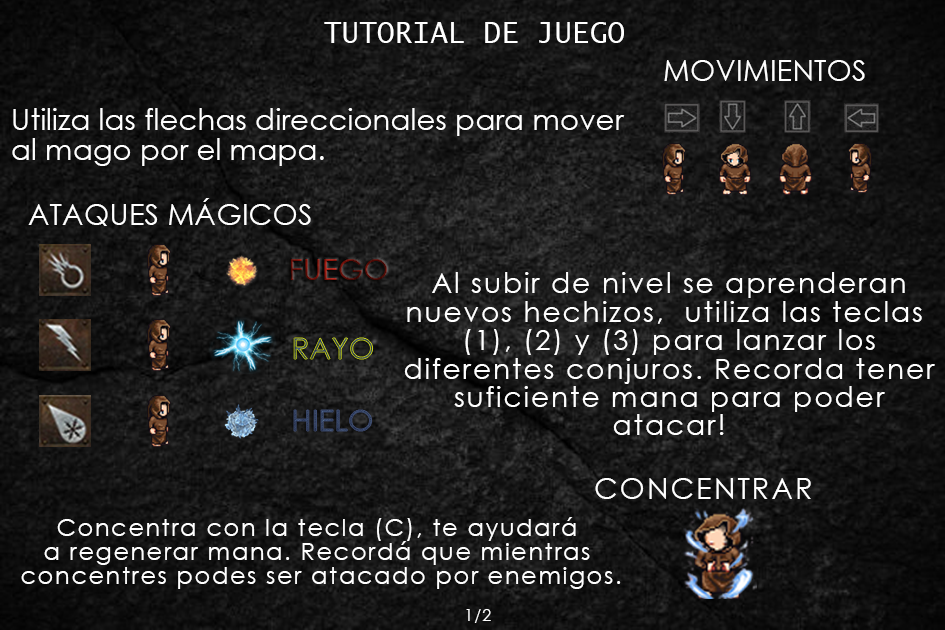 TUTORIAL DE JUEGO
MOVIMIENTOS
Utiliza las flechas direccionales para mover
al mago por el mapa.
ATAQUES MÁGICOS
FUEGO
RAYO
HIELO
Al subir de nivel se aprenderan
nuevos hechizos, utiliza las teclas
(1), (2) y (3) para lanzar los
diferentes conjuros. Recorda tener
suficiente mana para poder
atacar!
CONCENTRAR
Concentra con la tecla (C), te ayudará
a regenerar mana. Recordá que mientras
concentres podes ser atacado por enemigos.
1/2